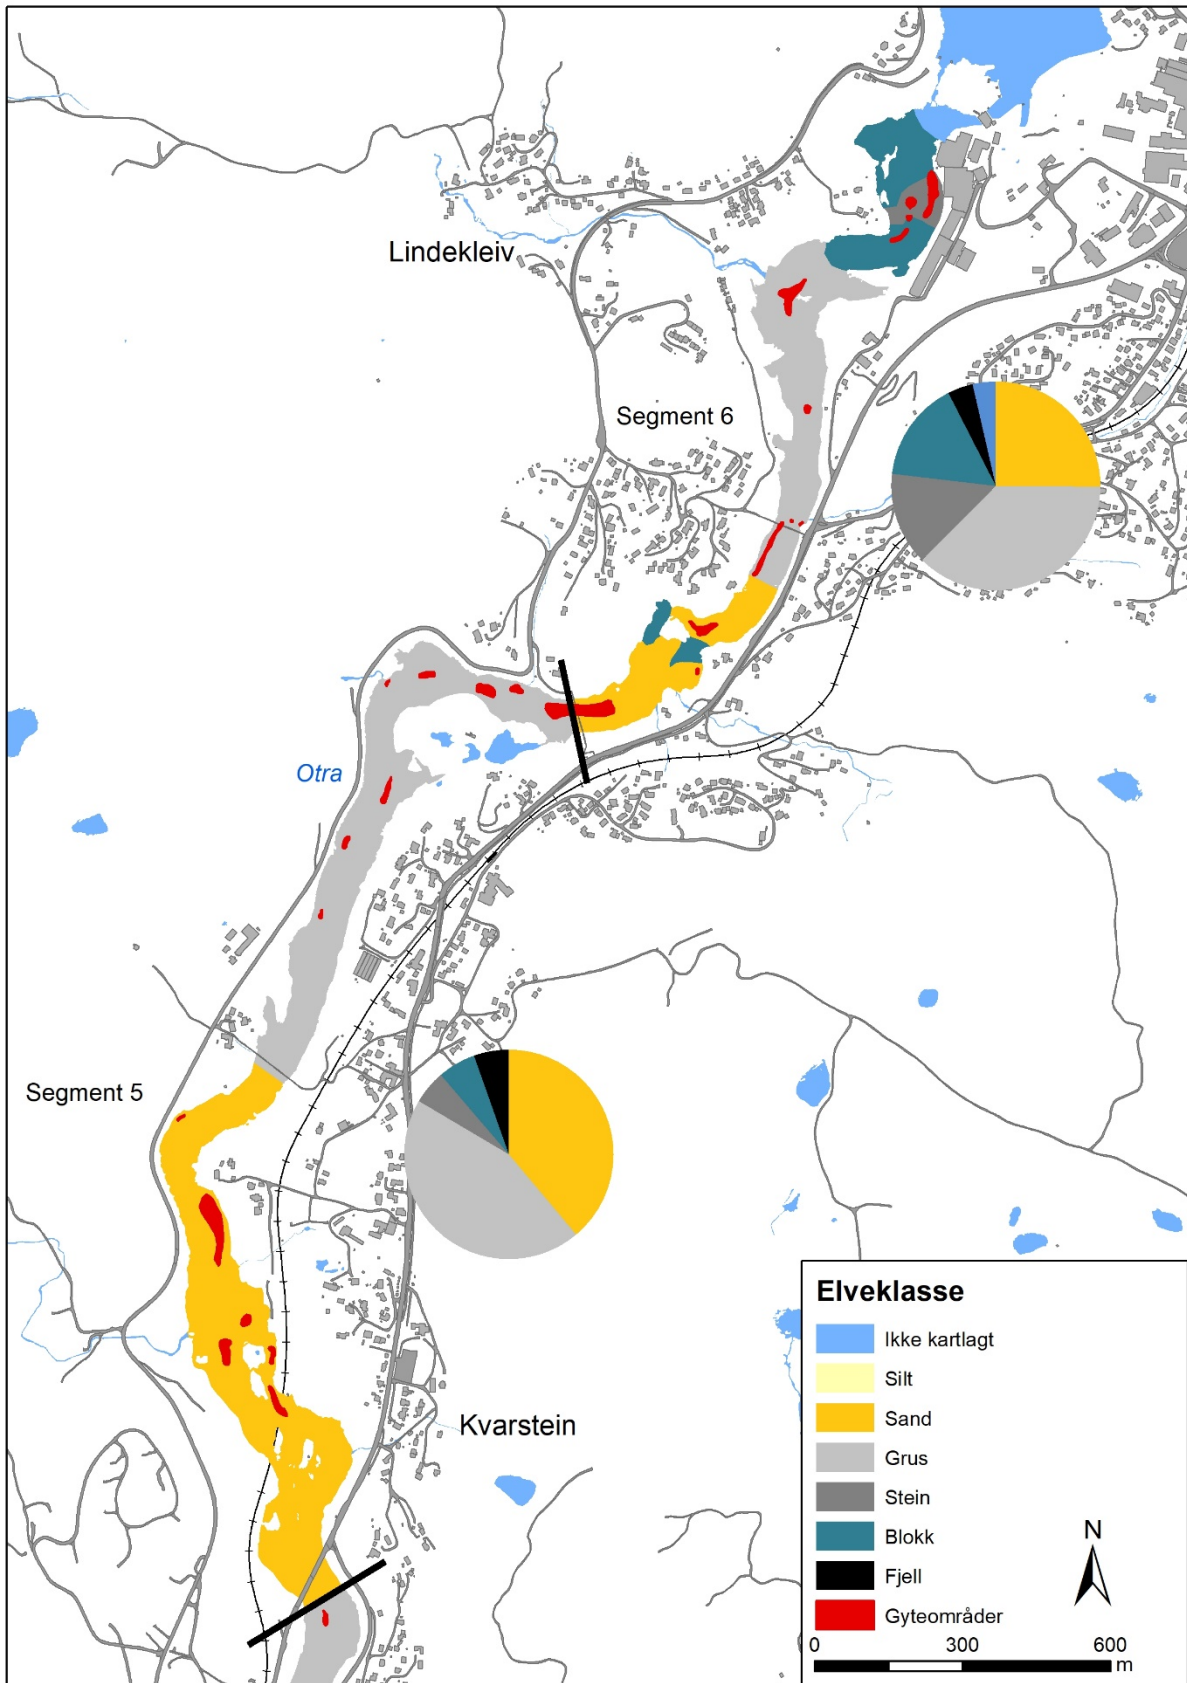 Lindekleiv
Segment 6
Otra
Segment 5
Kvarstein
Elveklasse
Ikke kartlagt
Silt
Sand
Grus
Stein
Blokk
Fjell
Gyteområder
N
0 300 600
m